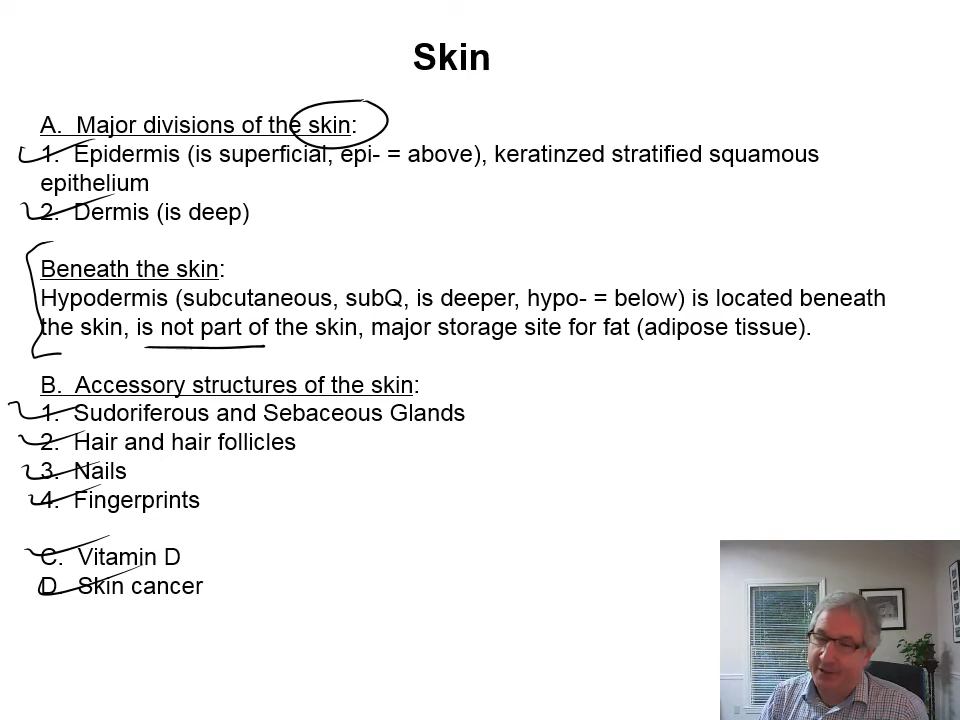 Skin
A. Major divisions of the skin:
1. Epidermis (is superficial, epi- = above), keratinzed stratified squamous
epithelium
2. Dermis (is deep)
Beneath the skin:
Hypodermis (subcutaneous, subQ, is deeper, hypo- = below) is located beneath
the skin, is not part of the skin, major storage site for fat (adipose tissue).
B. Accessory structures of the skin:
1. Sudoriferous and Sebaceous Glands
2. Hair and hair follicles
3. Nails
4. Fingerprints
C. Vitamin D
D. Skin cancer